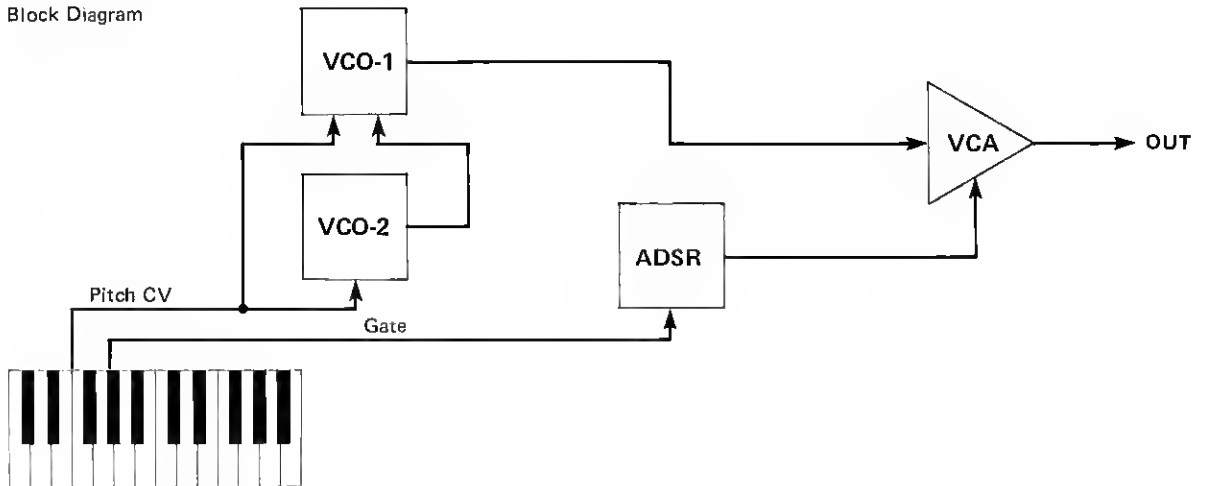 Block Diagram
VCO-1
VCA
OUT
VCO-2
ADSR
Pitch CV
Gate